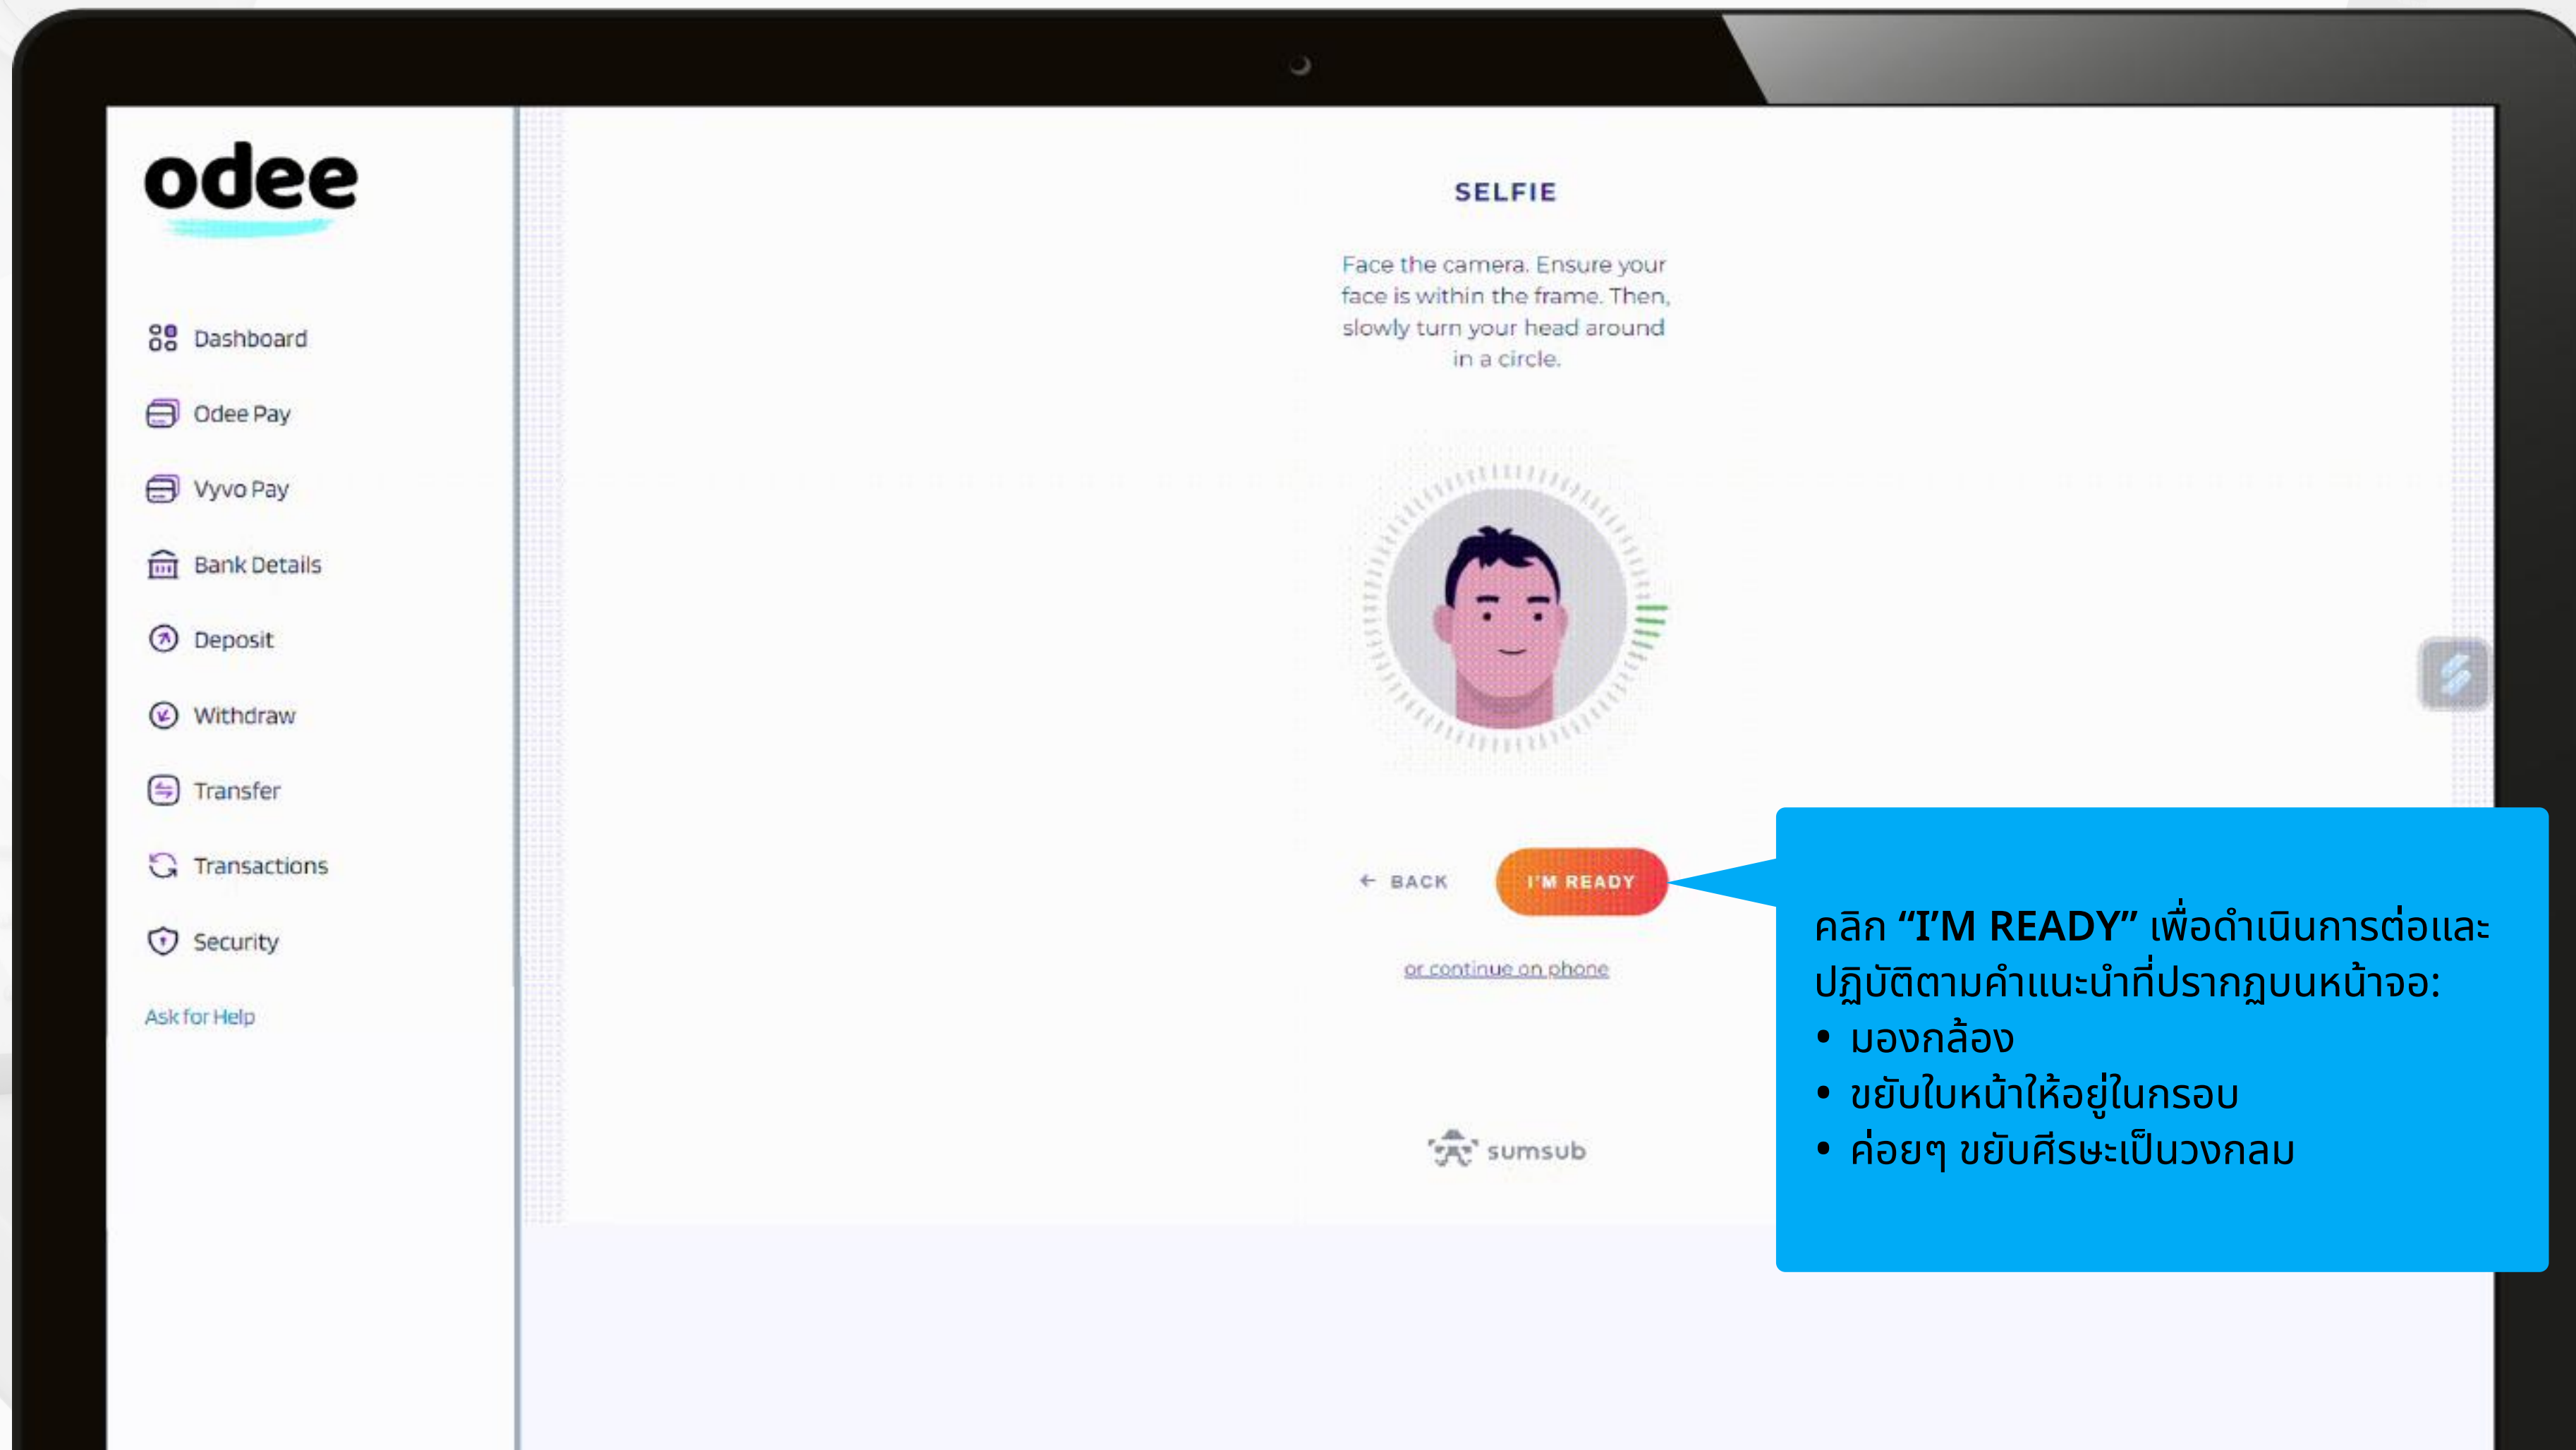 odee
Dashboard
Odee Pay
Vyvo Pay
Bank Details
Deposit
Withdraw
Transfer
Transactions
Security
Ask for Help
SELFIE
Face the camera. Ensure your
face is within the frame. Then,
slowly turn your head around
in a circle.
← BACK
I'M READY
or continue on phone
sumsub
คลิก “I’M READY” เพื่อดำเนินการต่อและ
ปฏิบัติตามคำแนะนำที่ปรากฏบนหน้าจอ:
• มองกล้อง
• ขยับใบหน้าให้อยู่ในกรอบ
• ค่อยๆ ขยับศีรษะเป็นวงกลม